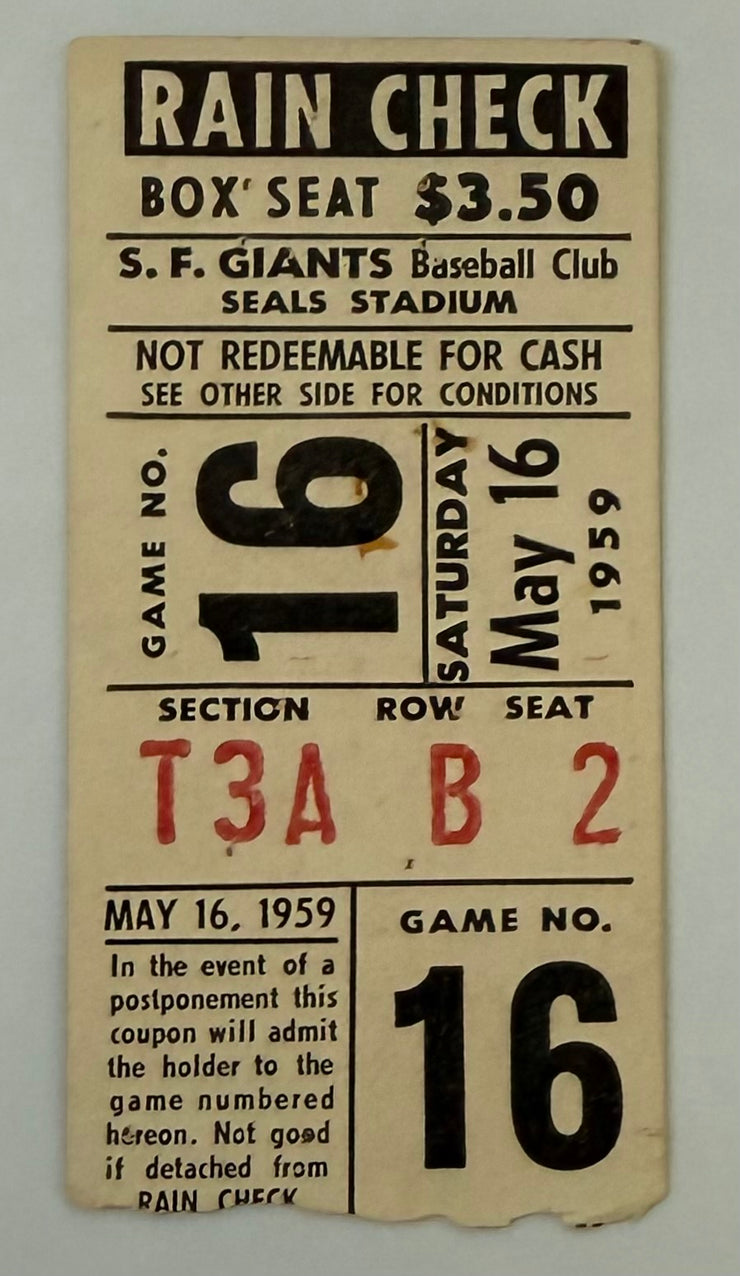 RAIN CHECK
BOX SEAT $3.50
S. F. GIANTS Baseball Club
SEALS STADIUM
NOT REDEEMABLE FOR CASH
SEE OTHER SIDE FOR CONDITIONS
GAME NO.
16
SATURDAY
May 16
1959
SECTION ROW SEAT
T3A B 2
MAY 16, 1959
In the event of a
postponement this
coupon will admit
the holder to the
game numbered
hereon. Not good
if detached from
RAIN CHECK
GAME NO.
16